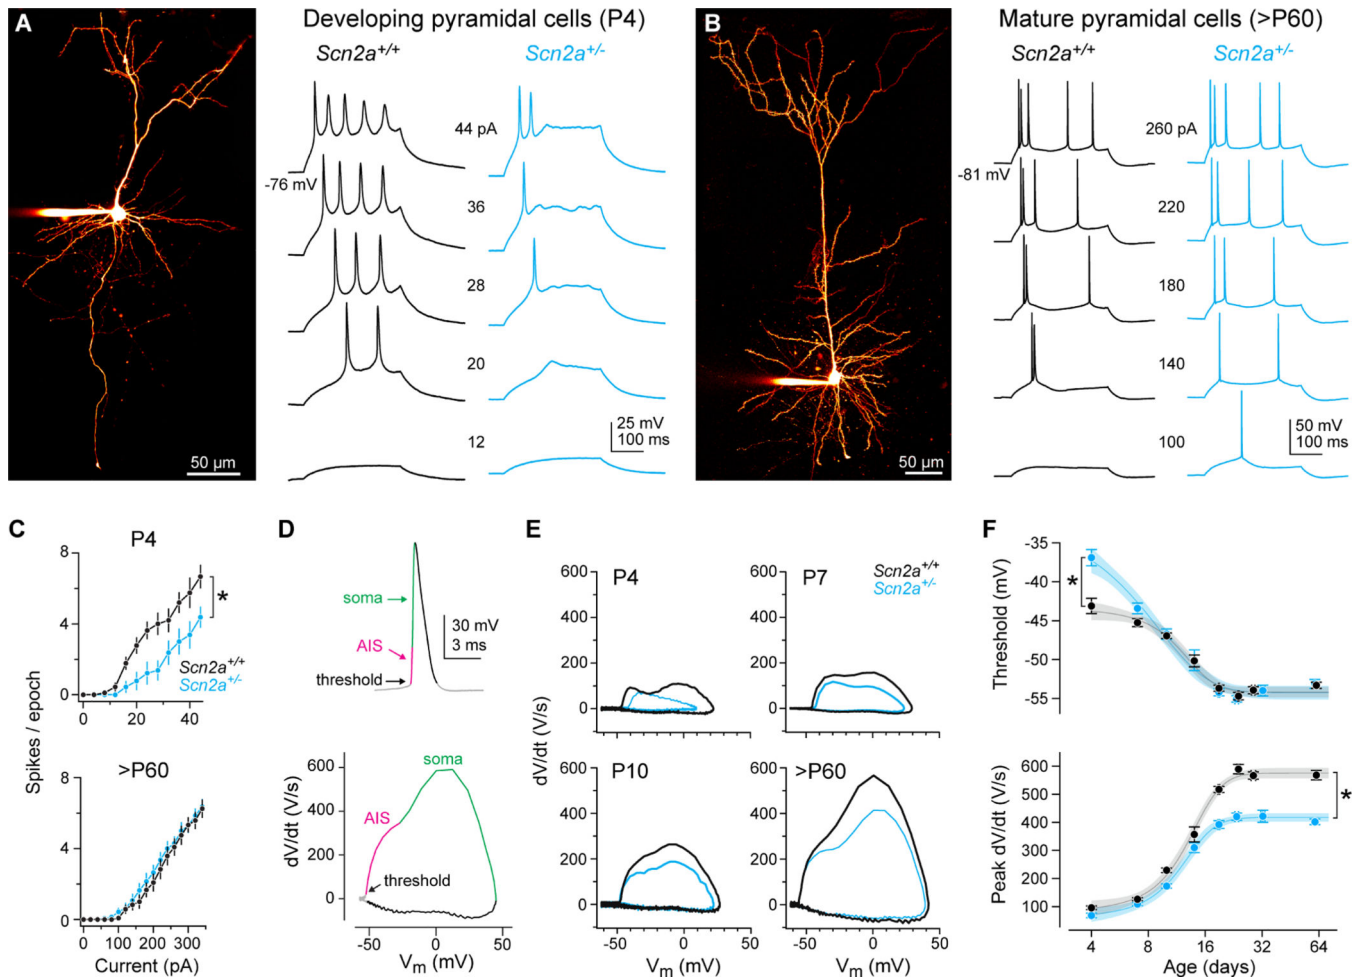 A
Developing pyramidal cells (P4)
Scn2a+/+
Scn2a+/-
44 pA
-76 mV
36
28
20
12
25 mV
100 ms
50 µm
B
Mature pyramidal cells (>P60)
Scn2a+/+
Scn2a+/-
260 pA
-81 mV
220
180
140
100
50 mV
100 ms
50 µm
C
P4
8
4
0
0
20
40
*
Scn2a+/+
Scn2a+/-
Spikes / epoch
>P60
8
4
0
0
100
200
300
Current (pA)
D
soma
AIS
threshold
30 mV
3 ms
soma
AIS
threshold
dV/dt (V/s)
600
400
200
0
-50
0
50
Vm (mV)
E
P4
600
400
200
0
P7
600
400
200
0
Scn2a+/+
Scn2a+/-
dV/dt (V/s)
P10
600
400
200
0
-50
0
50
Vm (mV)
>P60
600
400
200
0
-50
0
50
Vm (mV)
F
Threshold (mV)
-35
-40
-45
-50
-55
*
Peak dV/dt (V/s)
600
500
400
300
200
100
*
4
8
16
32
64
Age (days)